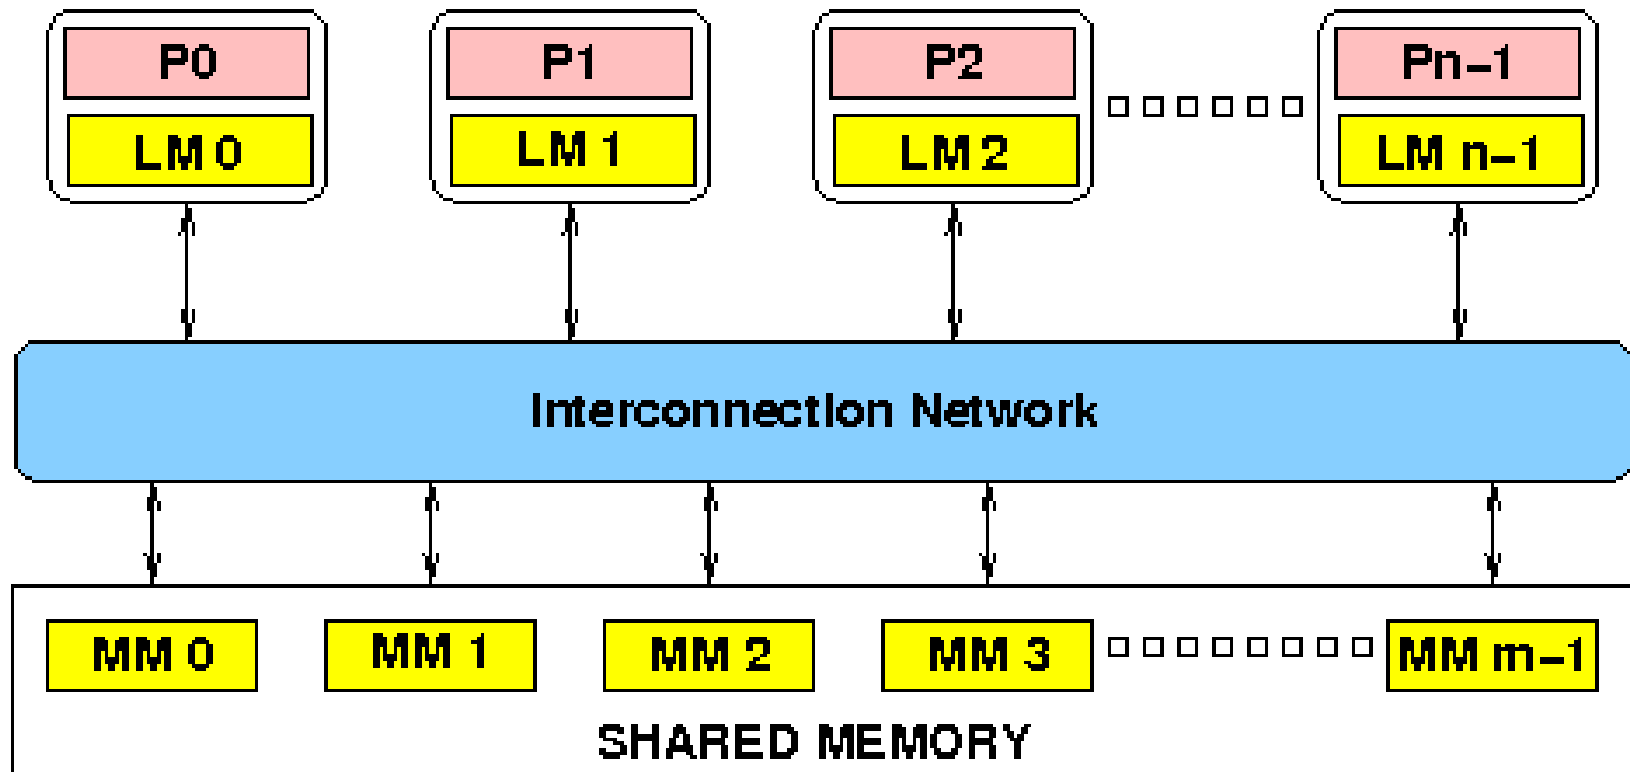 P0 P1 P2 Pn-1
LM 0 LM 1 LM 2 LM n-1
Interconnection Network
MM 0 MM 1 MM 2 MM 3 MM m-1
SHARED MEMORY